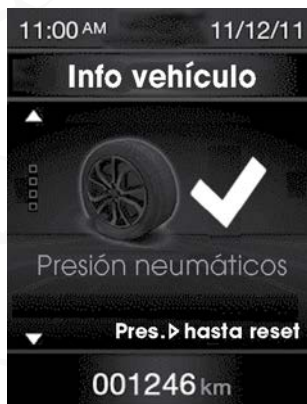 11:00 AM 11/12/11
Info vehículo
Presión neumáticos
Pres.▷ hasta reset
001246 km